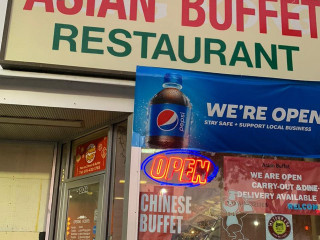 ASIAN BUFFET
RESTAURANT
WE'RE OPEN
STAY SAFE + SUPPORT LOCAL BUSINESS
pepsi
OPEN
CHINESE
BUFFET
WE ARE OPEN
CARRY-OUT & DINE-
DELIVERY AVAILABLE